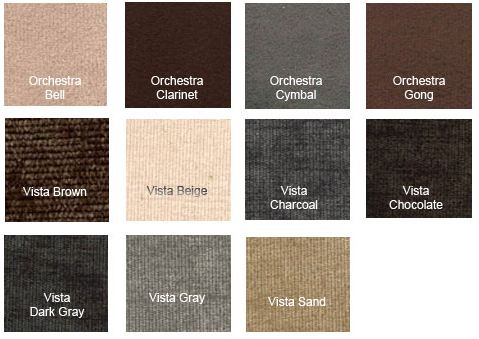 Orchestra
Bell
Orchestra
Clarinet
Orchestra
Cymbal
Orchestra
Gong
Vista Brown
Vista Beige
Vista
Charcoal
Vista
Chocolate
Vista
Dark Gray
Vista Gray
Vista Sand